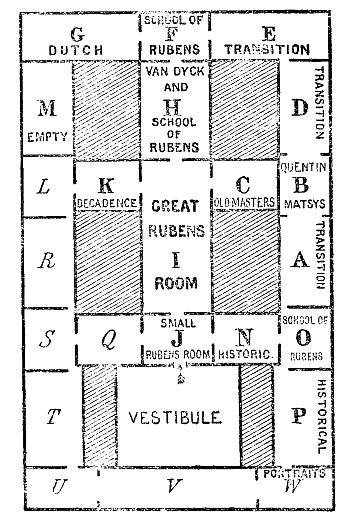 G
DUTCH
SCHOOL OF
F
RUBENS
E
TRANSITION
M
EMPTY
VAN DYCK
AND
H
SCHOOL
OF
RUBENS
D
TRANSITION
L
K
DECADENCE
C
OLD MASTERS
QUENTIN
B
MATSYS
GREAT
RUBENS
I
ROOM
R
A
TRANSITION
S
Q
SMALL
J
RUBENS ROOM
N
HISTORIC.
SCHOOL OF
O
RUBENS
T
VESTIBULE
P
HISTORICAL
PORTRAITS
U
V
W